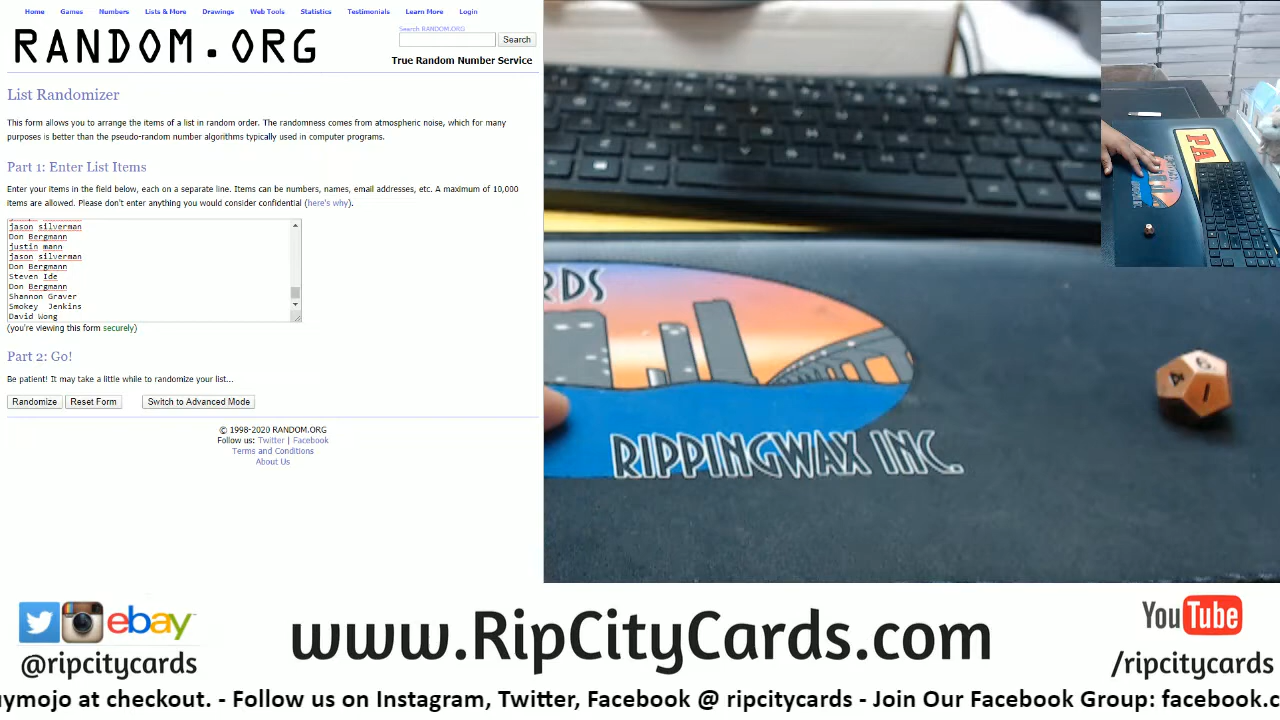 Home Games Numbers Lists & More Drawings Web Tools Statistics Testimonials Learn More Login
RANDOM.ORG
Search RANDOM.ORG
Search
True Random Number Service
List Randomizer
This form allows you to arrange the items of a list in random order. The randomness comes from atmospheric noise, which for many
purposes is better than the pseudo-random number algorithms typically used in computer programs.
Part 1: Enter List Items
Enter your items in the field below, each on a separate line. Items can be numbers, names, email addresses, etc. A maximum of 10,000
items are allowed. Please don't enter anything you would consider confidential (here's why).
jason silverman
Don Bergmann
justin mann
jason silverman
Don Bergmann
Steven Ide
Don Bergmann
Shannon Graver
Smokey Jenkins
David Wong
(you're viewing this form securely)
Part 2: Go!
Be patient! It may take a little while to randomize your list...
Randomize Reset Form Switch to Advanced Mode
© 1998-2020 RANDOM.ORG
Follow us: Twitter | Facebook
Terms and Conditions
About Us
RDS
RIPPINGWAX INC.
4
1
PA
ebay
@ripcitycards
www.RipCityCards.com
YouTube
/ripcitycards
ymojo at checkout. - Follow us on Instagram, Twitter, Facebook @ ripcitycards - Join Our Facebook Group: facebook.c